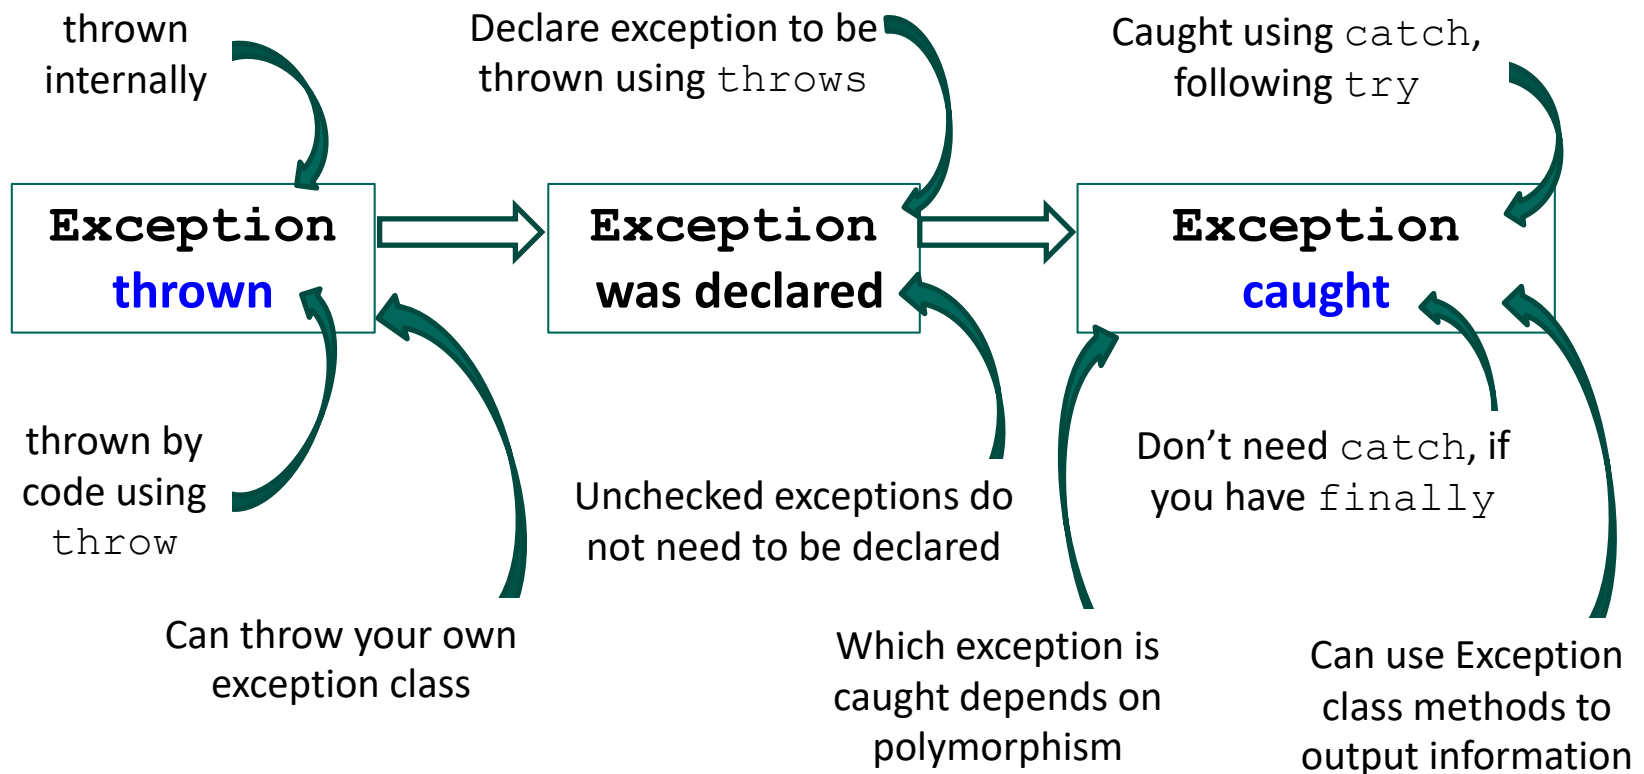 thrown
internally
Declare exception to be
thrown using throws
Caught using catch,
following try
Exception
thrown
Exception
was declared
Exception
caught
thrown by
code using
throw
Can throw your own
exception class
Unchecked exceptions do
not need to be declared
Don’t need catch, if
you have finally
Which exception is
caught depends on
polymorphism
Can use Exception
class methods to
output information